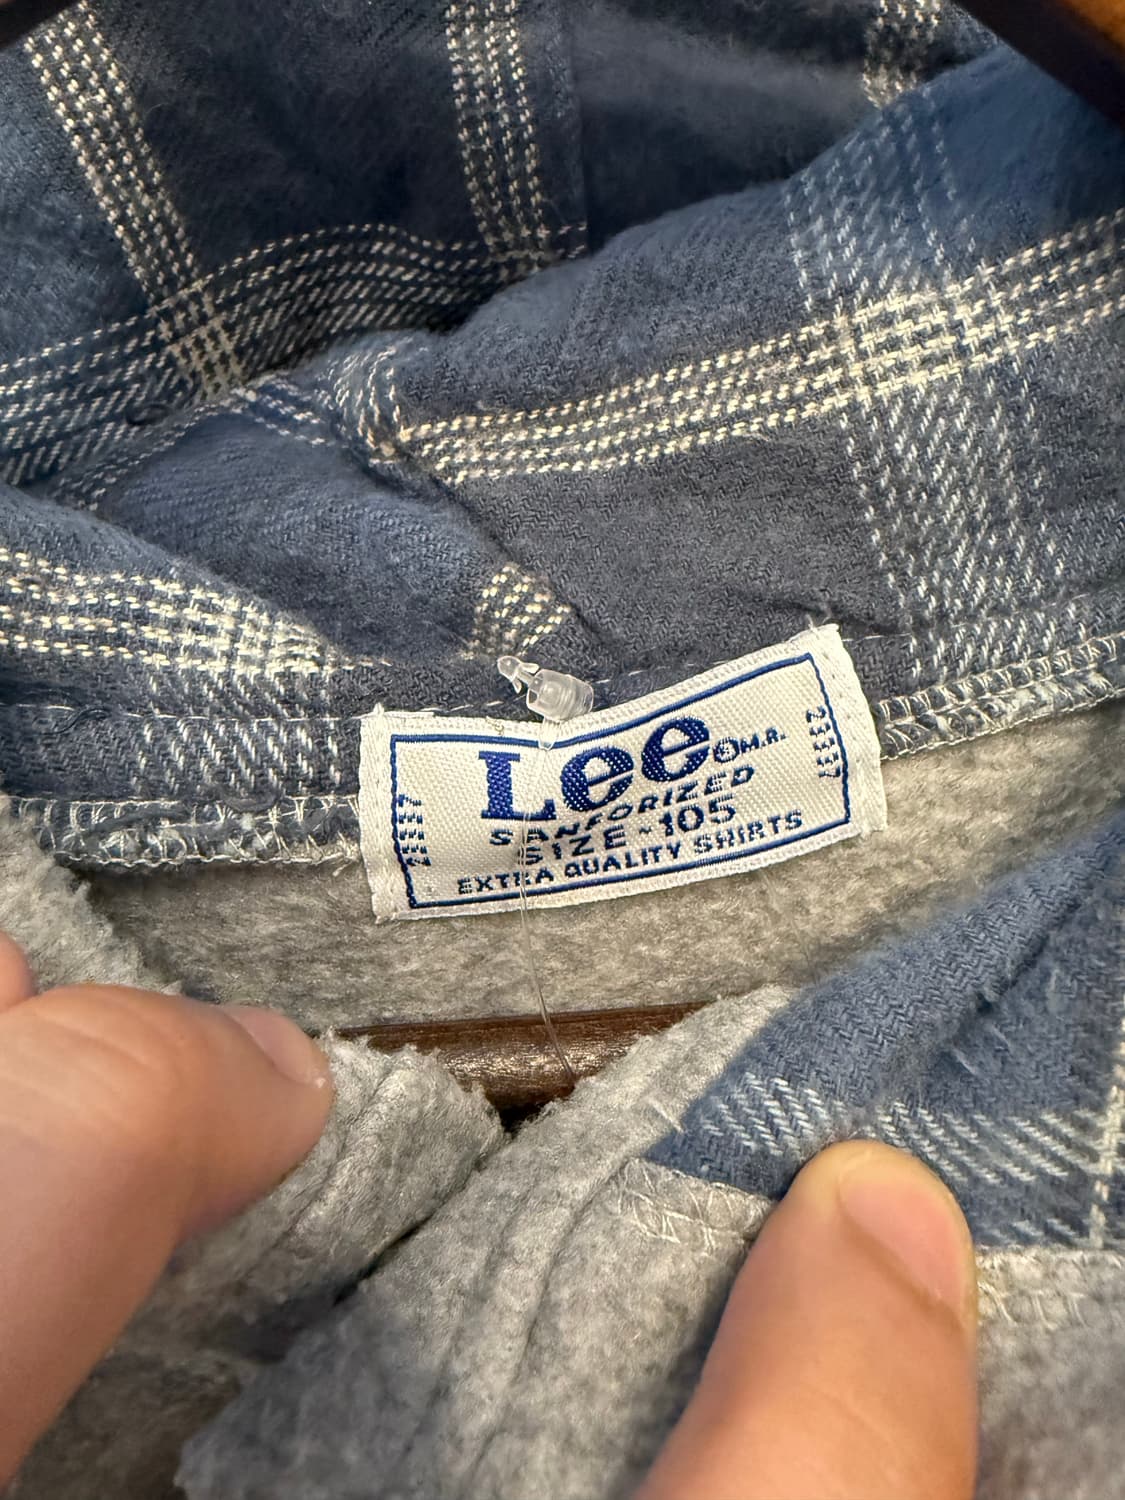 Lee ® M.R.
SANFORIZED
SIZE - 105
EXTRA QUALITY SHIRTS